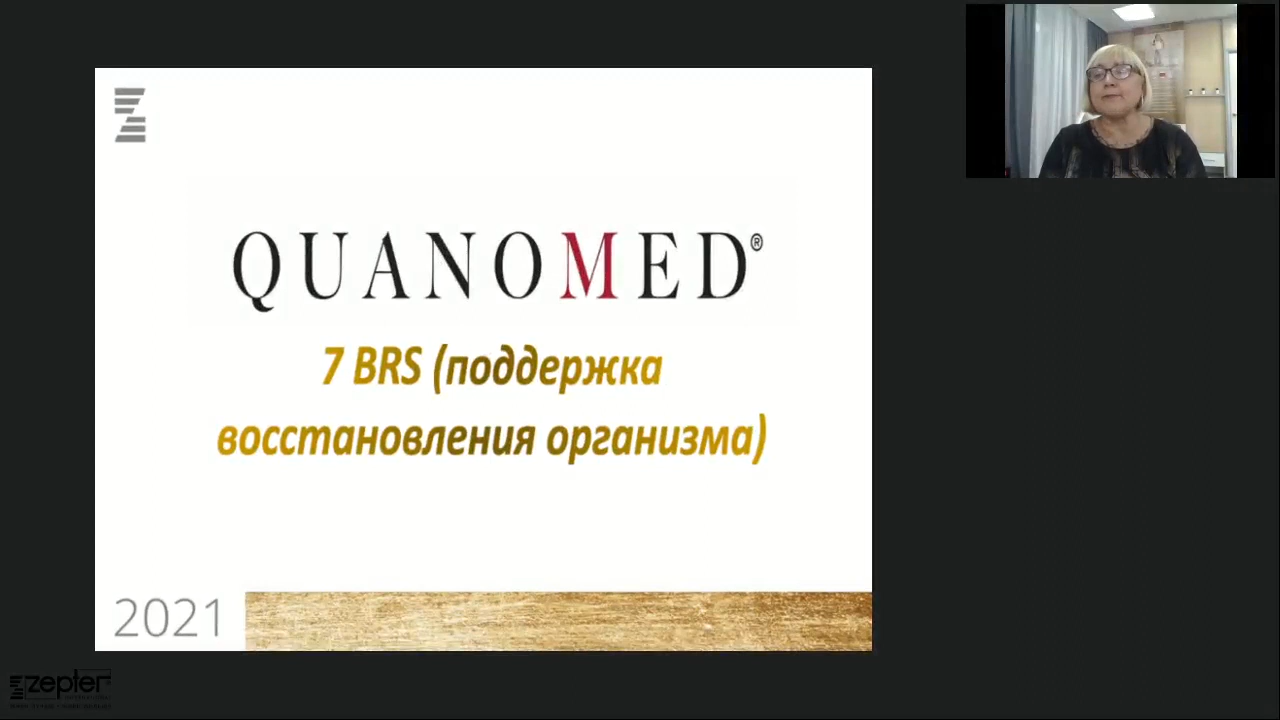 QUANOMED®
7 BRS (поддержка
восстановления организма)
2021
zepter